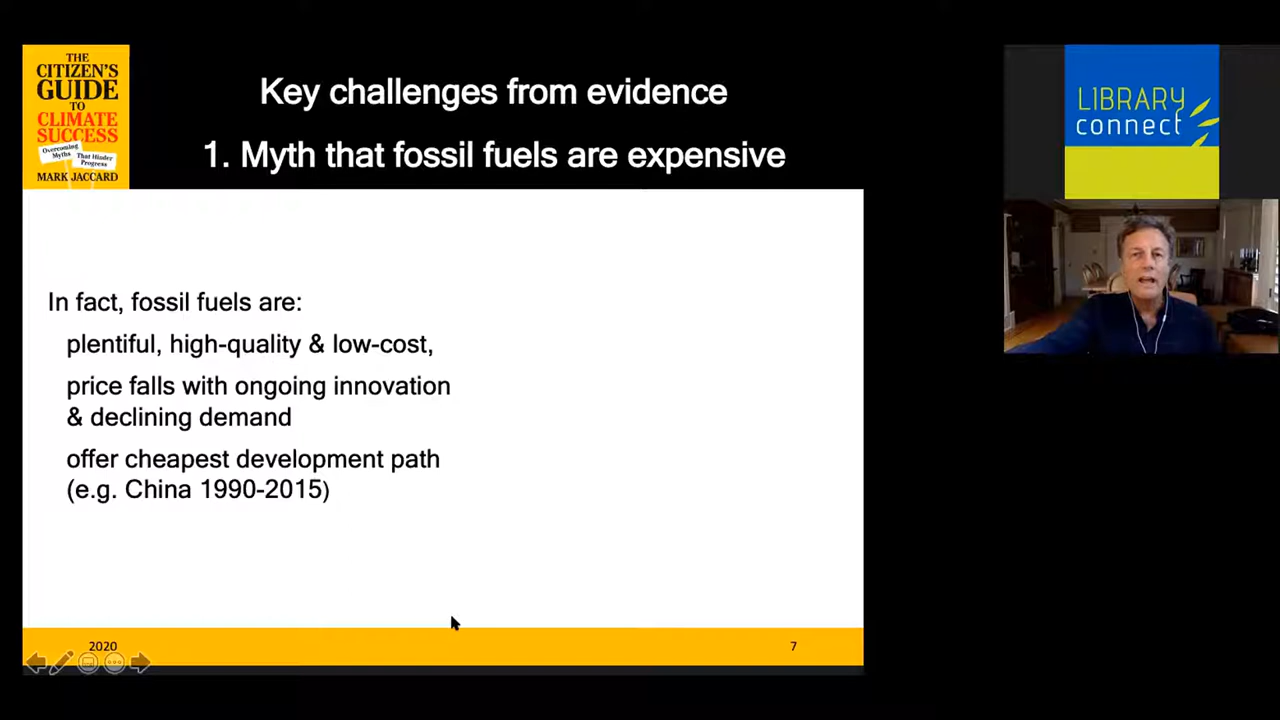 THE
CITIZEN'S
GUIDE
TO
CLIMATE
SUCCESS
Overcoming
Myths
That Hinder
Progress
MARK JACCARD
Key challenges from evidence
1. Myth that fossil fuels are expensive
LIBRARY
connect
In fact, fossil fuels are:
plentiful, high-quality & low-cost,
price falls with ongoing innovation
& declining demand
offer cheapest development path
(e.g. China 1990-2015)
2020
7